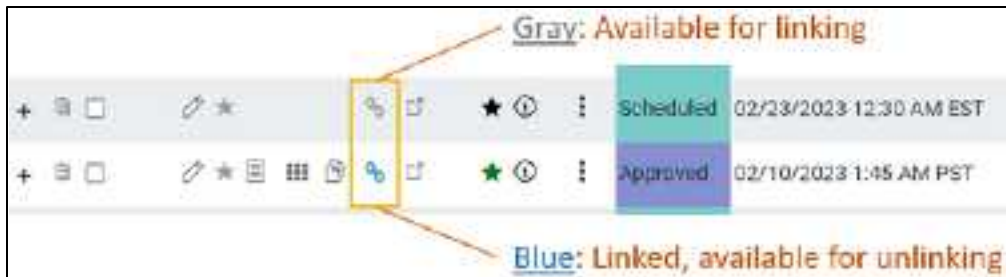 Gray: Available for linking
Scheduled 02/23/2023 12:30 AM EST
Approved 02/10/2023 1:45 AM PST
Blue: Linked, available for unlinking